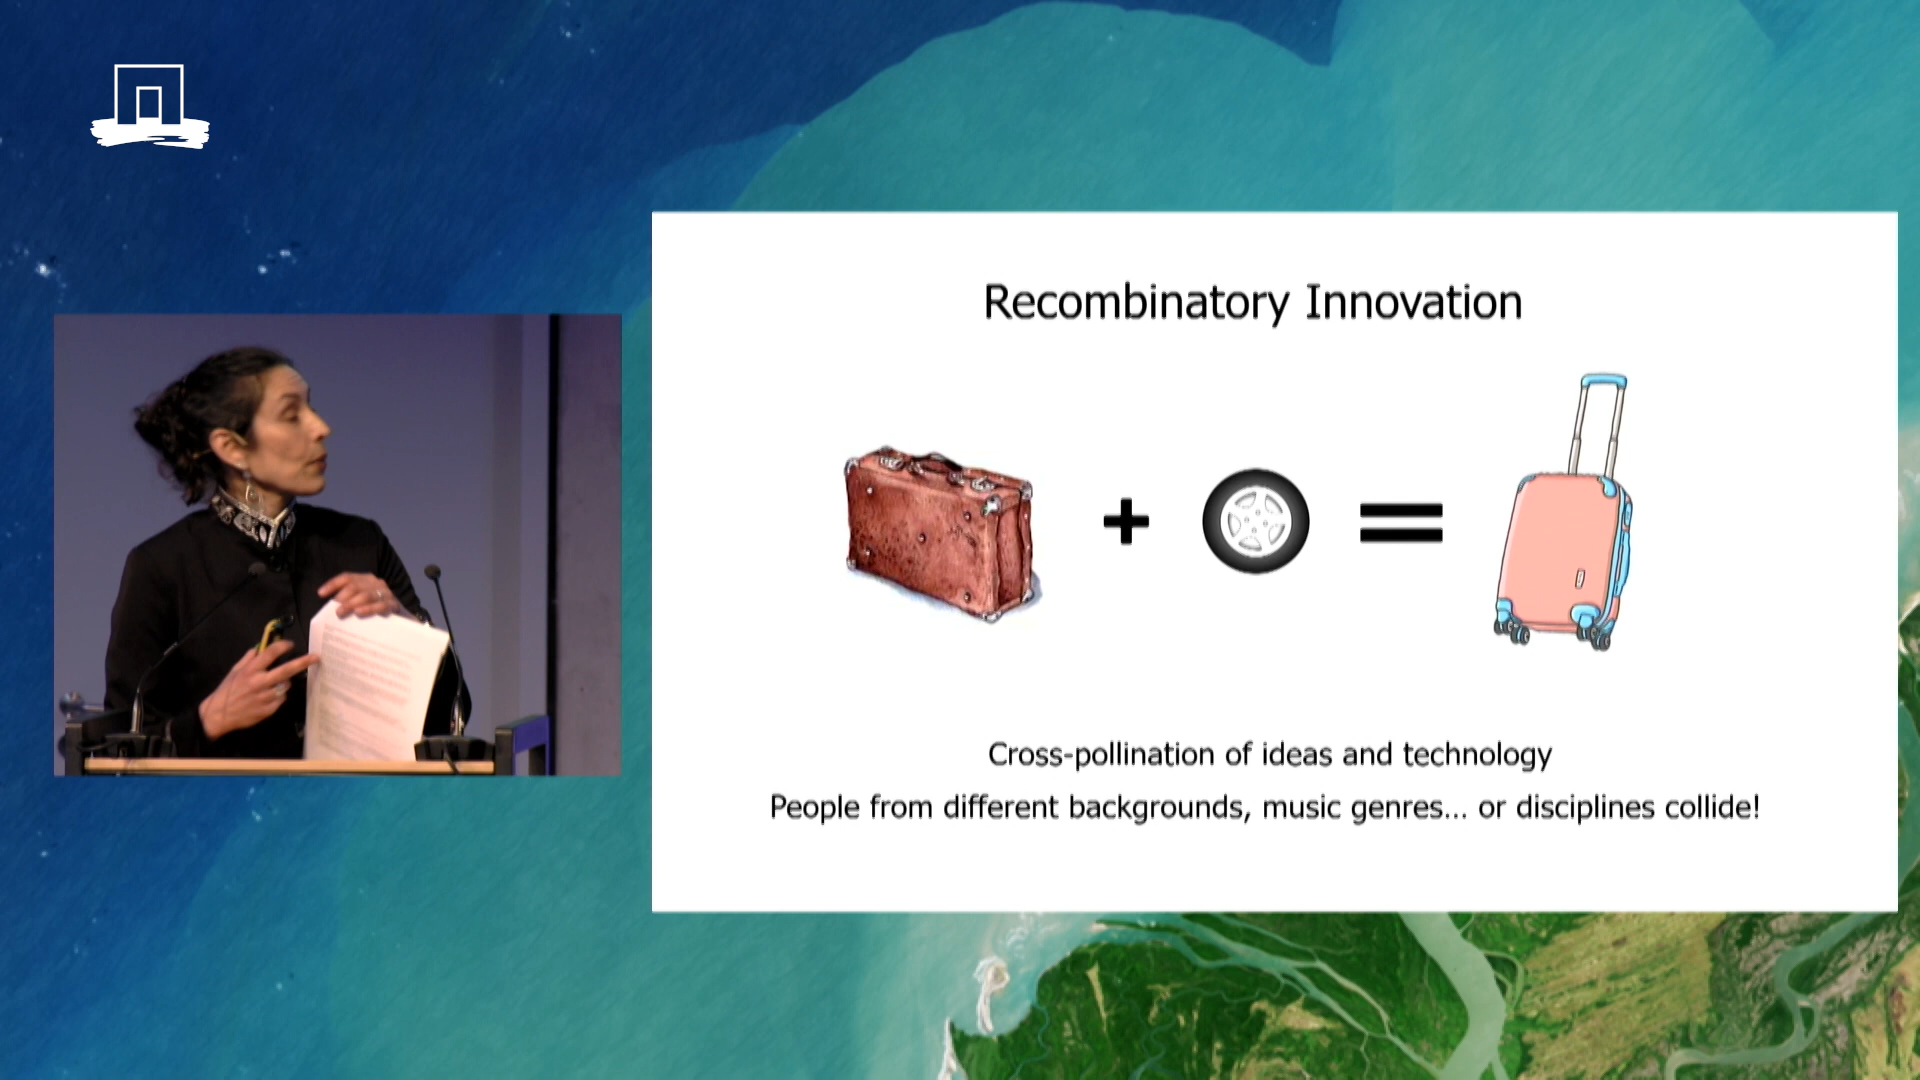 Recombinatory Innovation
Cross-pollination of ideas and technology
People from different backgrounds, music genres... or disciplines collide!